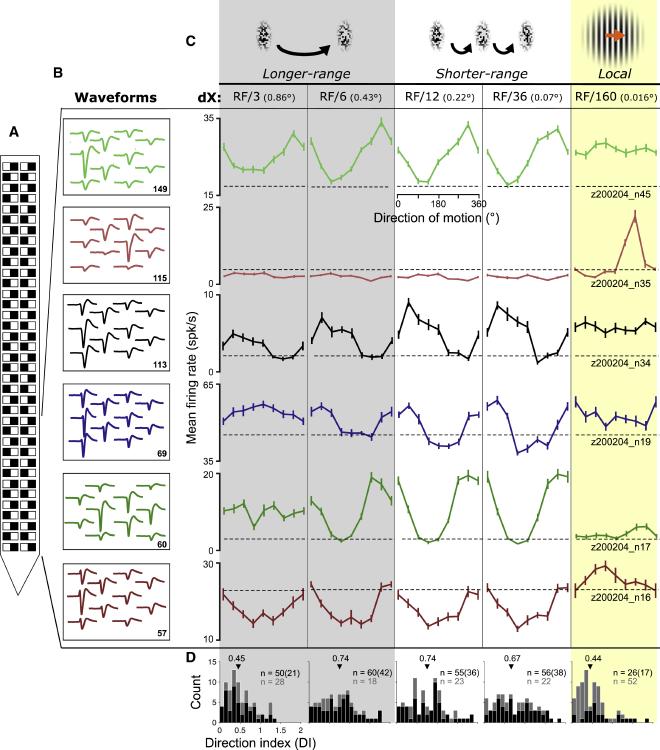 C
Longer-range Shorter-range Local
B
Waveforms dX: RF/3 (0.86°) RF/6 (0.43°) RF/12 (0.22°) RF/36 (0.07°) RF/160 (0.016°)
A
35
149
15
z200204_n45
0 180 360
Direction of motion (°)
25
115
0
z200204_n35
Mean firing rate (spk/s)
10
113
0
z200204_n34
65
69
35
z200204_n19
20
60
0
z200204_n17
30
57
10
z200204_n16
D
0.45 0.74 0.74 0.67 0.44
15
10
5
0
Count
n = 50(21) n = 60(42) n = 55(36) n = 56(38) n = 26(17)
n = 28 n = 18 n = 23 n = 22 n = 52
0 0.5 1 1.5 2
Direction index (DI)